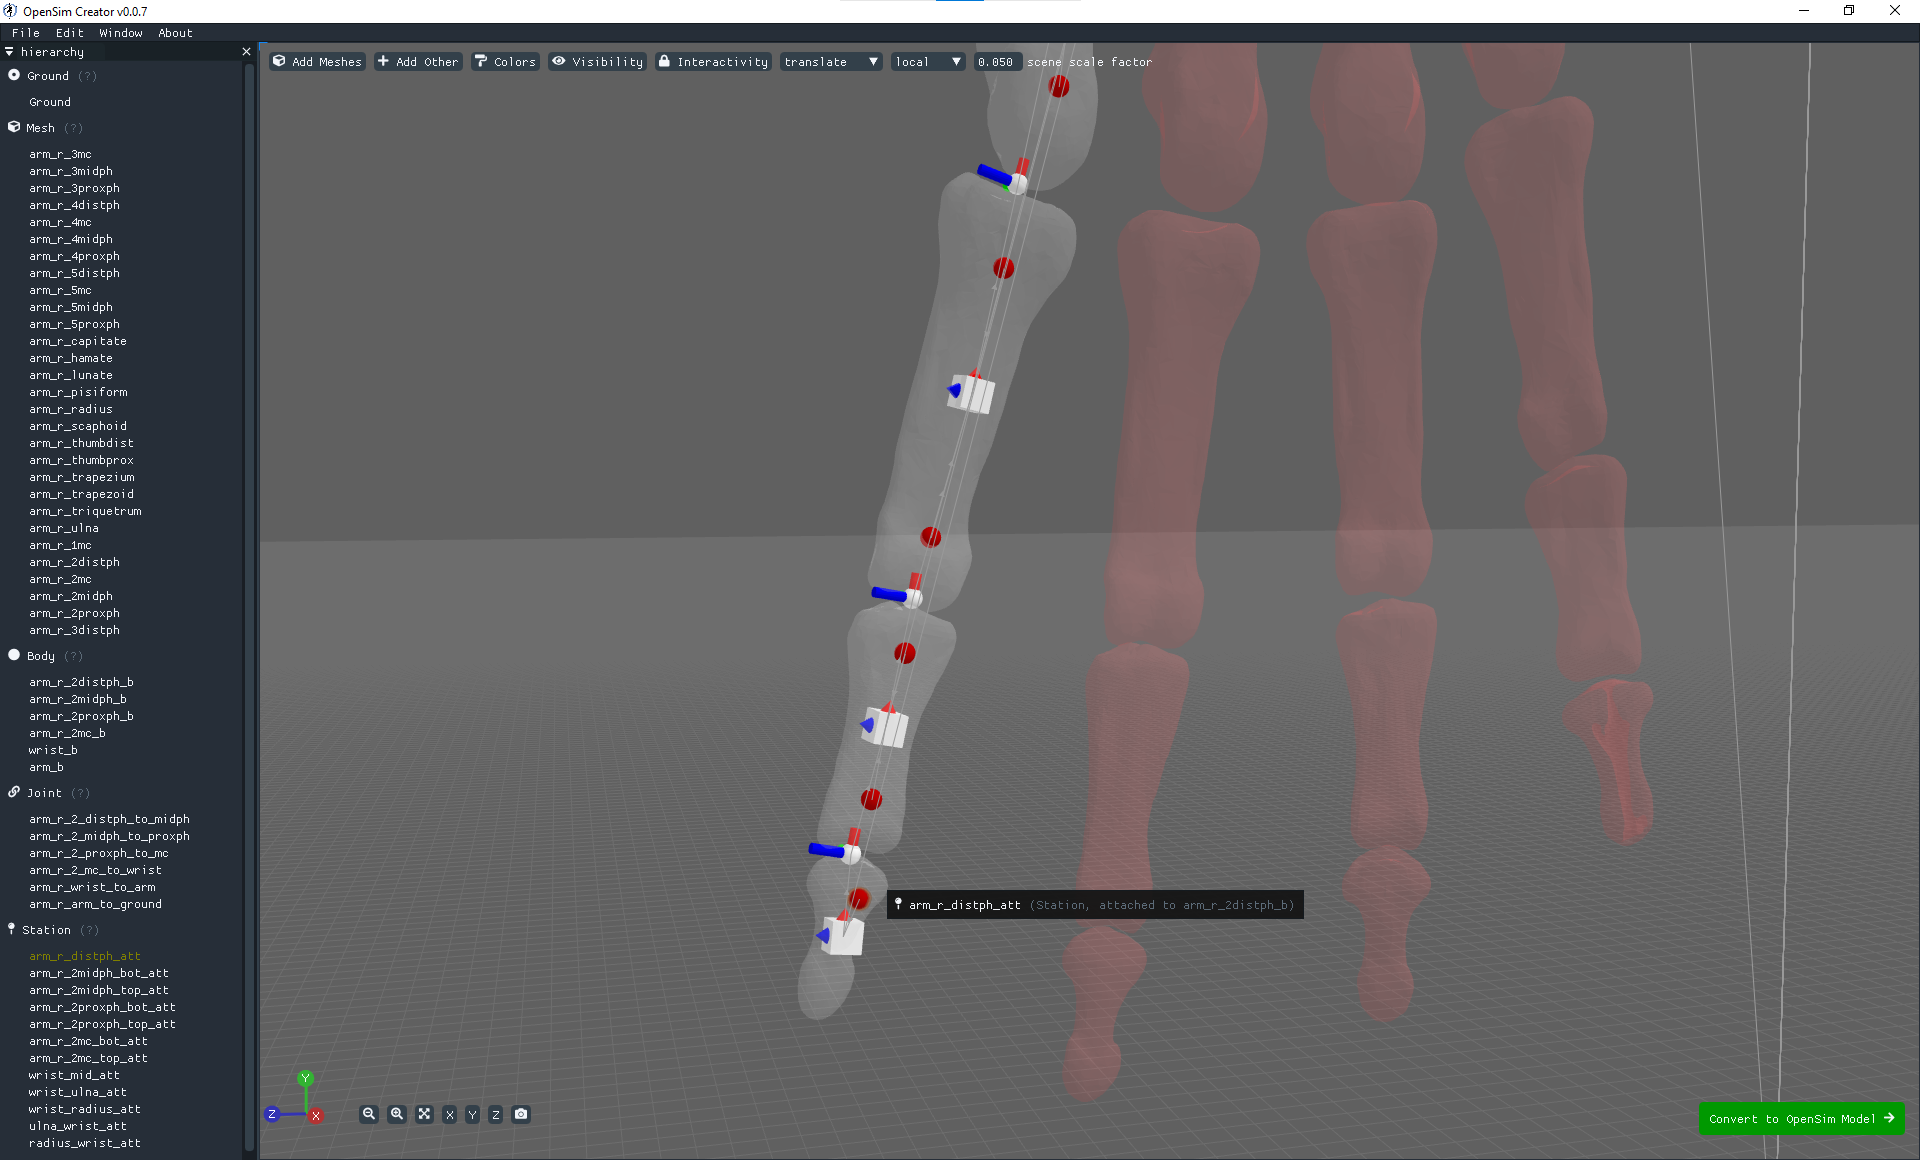 OpenSim Creator v0.0.7
File Edit Window About
hierarchy
Add Meshes Add Other Colors Visibility Interactivity translate local 0.050 scene scale factor
Ground (?)
Ground
Mesh (?)
arm_r_3mc
arm_r_3midph
arm_r_3proxph
arm_r_4distph
arm_r_4mc
arm_r_4midph
arm_r_4proxph
arm_r_5distph
arm_r_5mc
arm_r_5midph
arm_r_5proxph
arm_r_capitate
arm_r_hamate
arm_r_lunate
arm_r_pisiform
arm_r_radius
arm_r_scaphoid
arm_r_thumbdist
arm_r_thumbprox
arm_r_trapezium
arm_r_trapezoid
arm_r_triquetrum
arm_r_ulna
arm_r_1mc
arm_r_2distph
arm_r_2mc
arm_r_2midph
arm_r_2proxph
arm_r_3distph
Body (?)
arm_r_2distph_b
arm_r_2midph_b
arm_r_2proxph_b
arm_r_2mc_b
wrist_b
arm_b
Joint (?)
arm_r_2_distph_to_midph
arm_r_2_midph_to_proxph
arm_r_2_proxph_to_mc
arm_r_2_mc_to_wrist
arm_r_wrist_to_arm
arm_r_arm_to_ground
Station (?)
arm_r_distph_att
arm_r_2midph_bot_att
arm_r_2midph_top_att
arm_r_2proxph_bot_att
arm_r_2proxph_top_att
arm_r_2mc_bot_att
arm_r_2mc_top_att
wrist_mid_att
wrist_ulna_att
wrist_radius_att
ulna_wrist_att
radius_wrist_att
arm_r_distph_att (Station, attached to arm_r_2distph_b)
Y
Z X
X Y Z
Convert to OpenSim Model